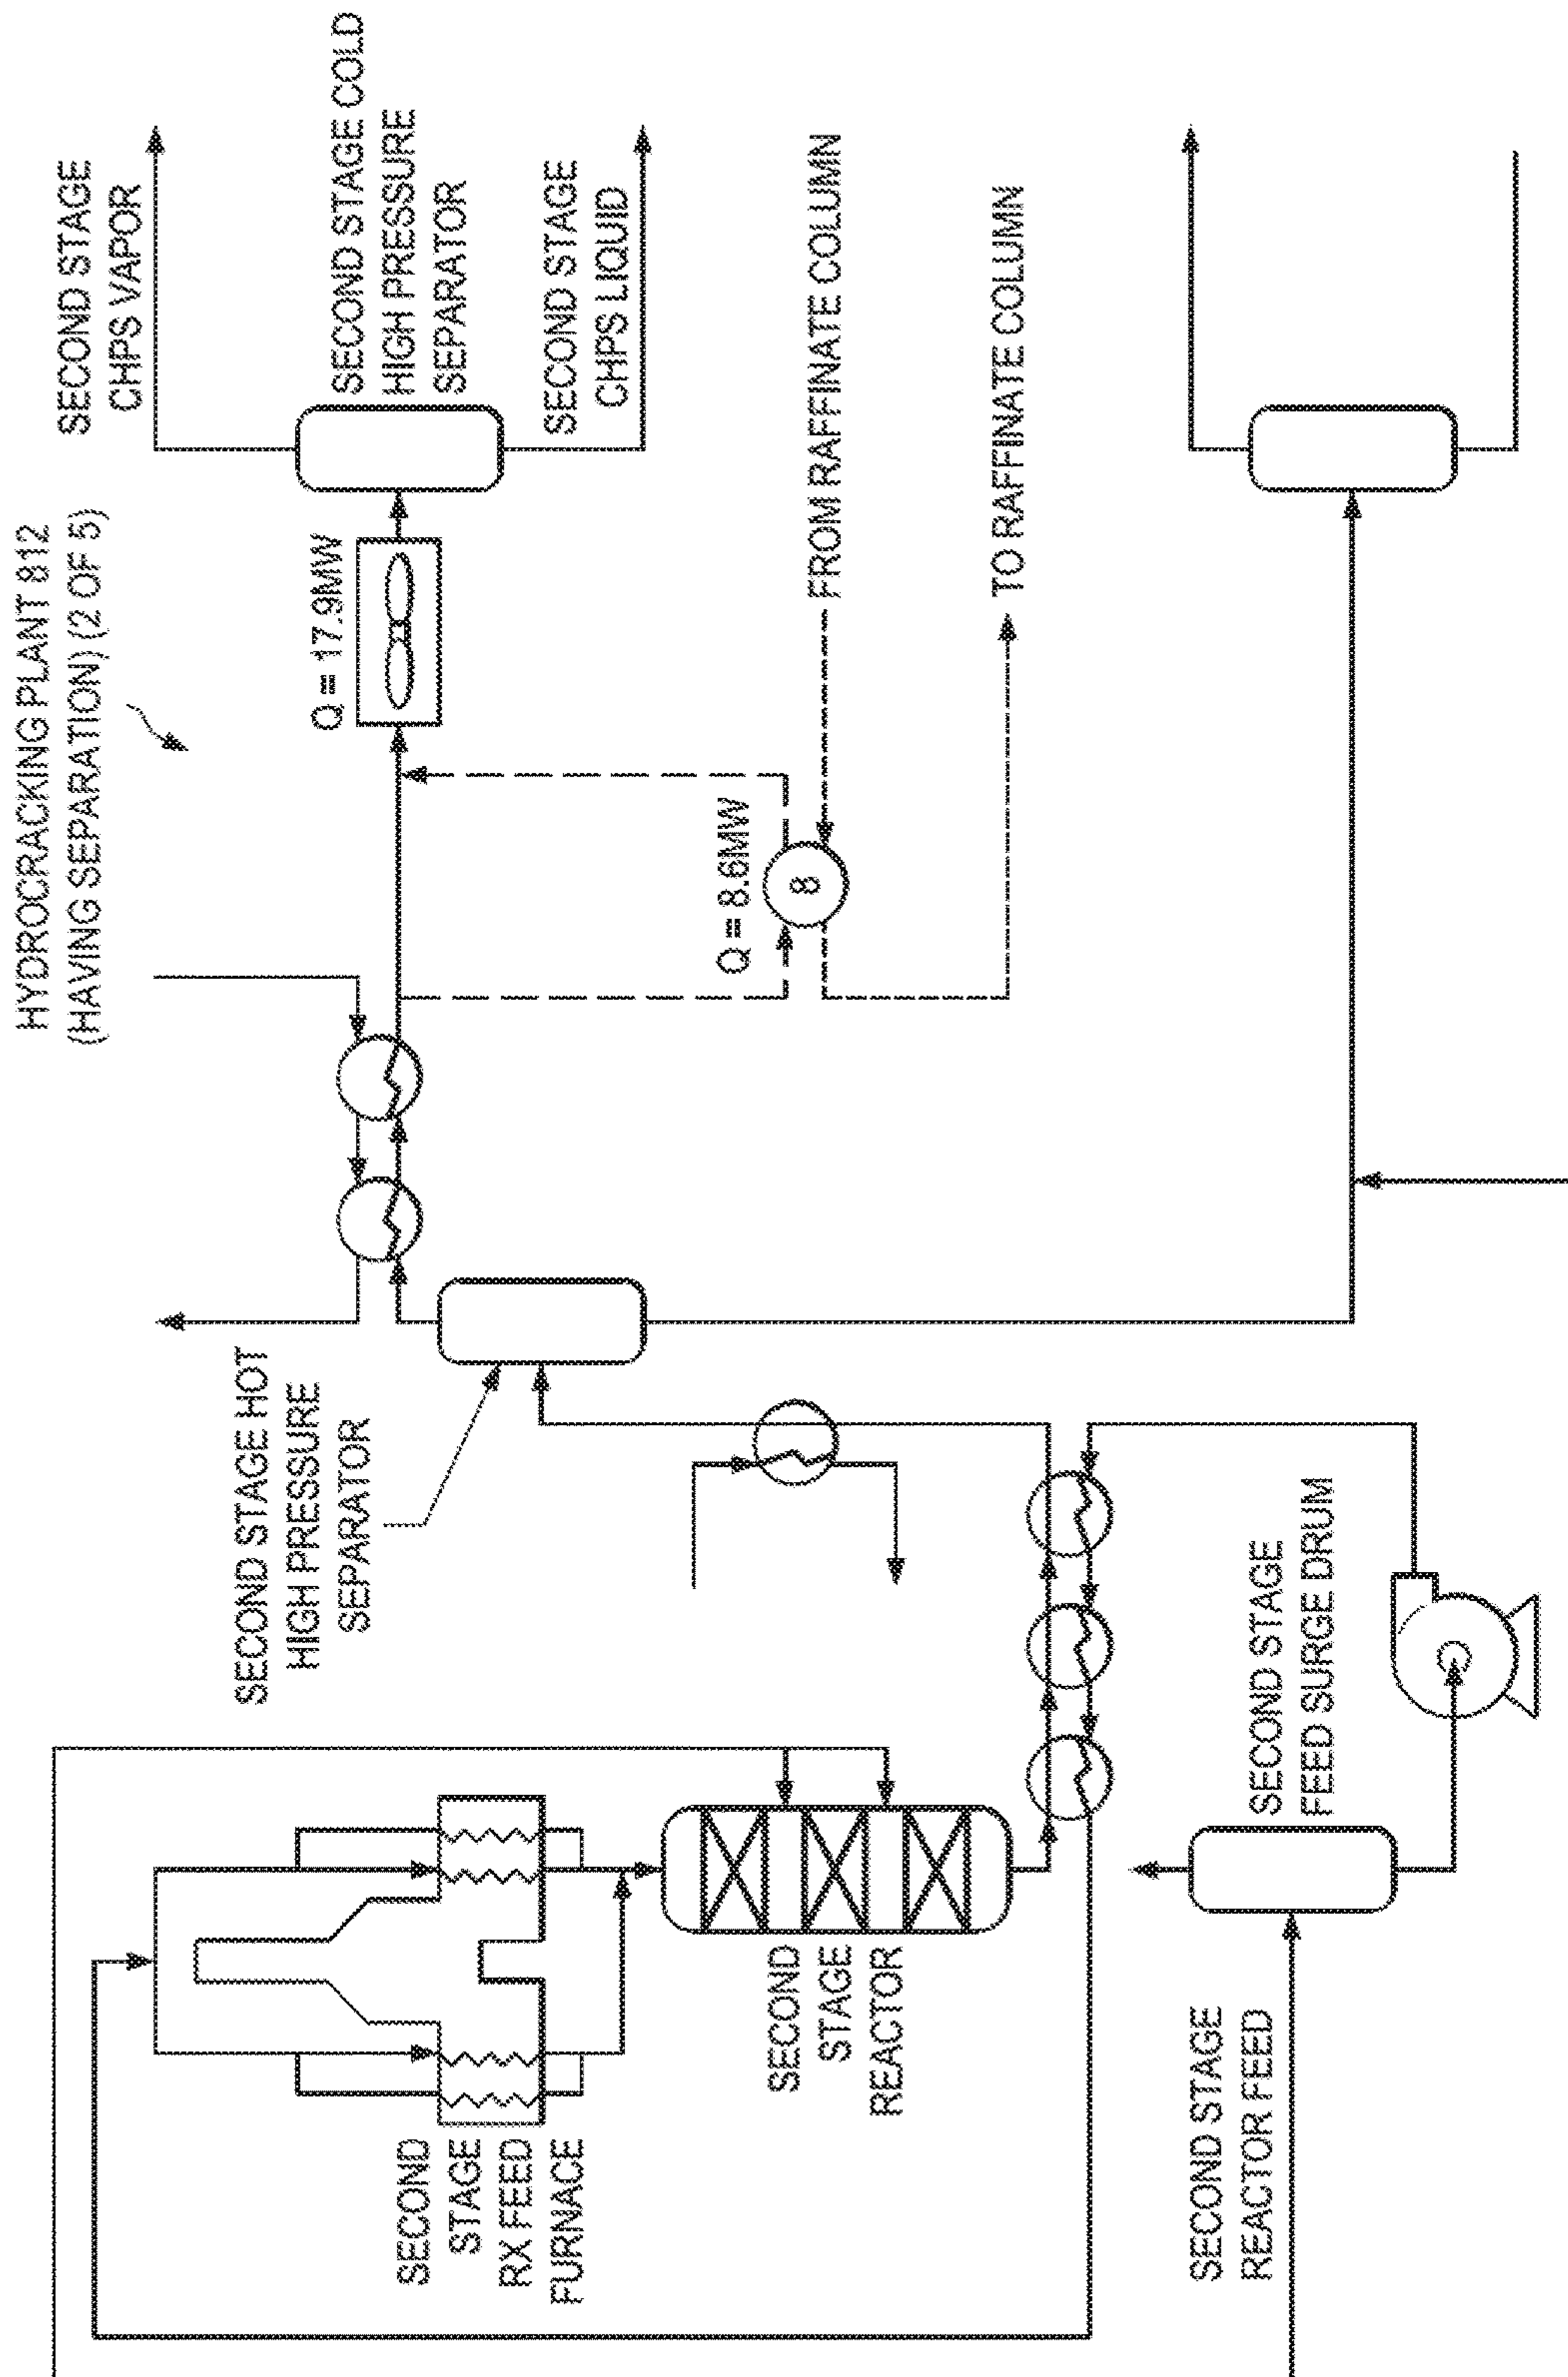 HYDROCRACKING PLANT 812
(HAVING SEPARATION) (2 OF 5)
SECOND STAGE
CHPS VAPOR
Q = 17.9MW
SECOND STAGE COLD
HIGH PRESSURE
SEPARATOR
SECOND STAGE
CHPS LIQUID
SECOND STAGE HOT
HIGH PRESSURE
SEPARATOR
Q = 8.6MW
8
FROM RAFFINATE COLUMN
TO RAFFINATE COLUMN
SECOND
STAGE
RX FEED
FURNACE
SECOND
STAGE
REACTOR
SECOND STAGE
REACTOR FEED
SECOND STAGE
FEED SURGE DRUM